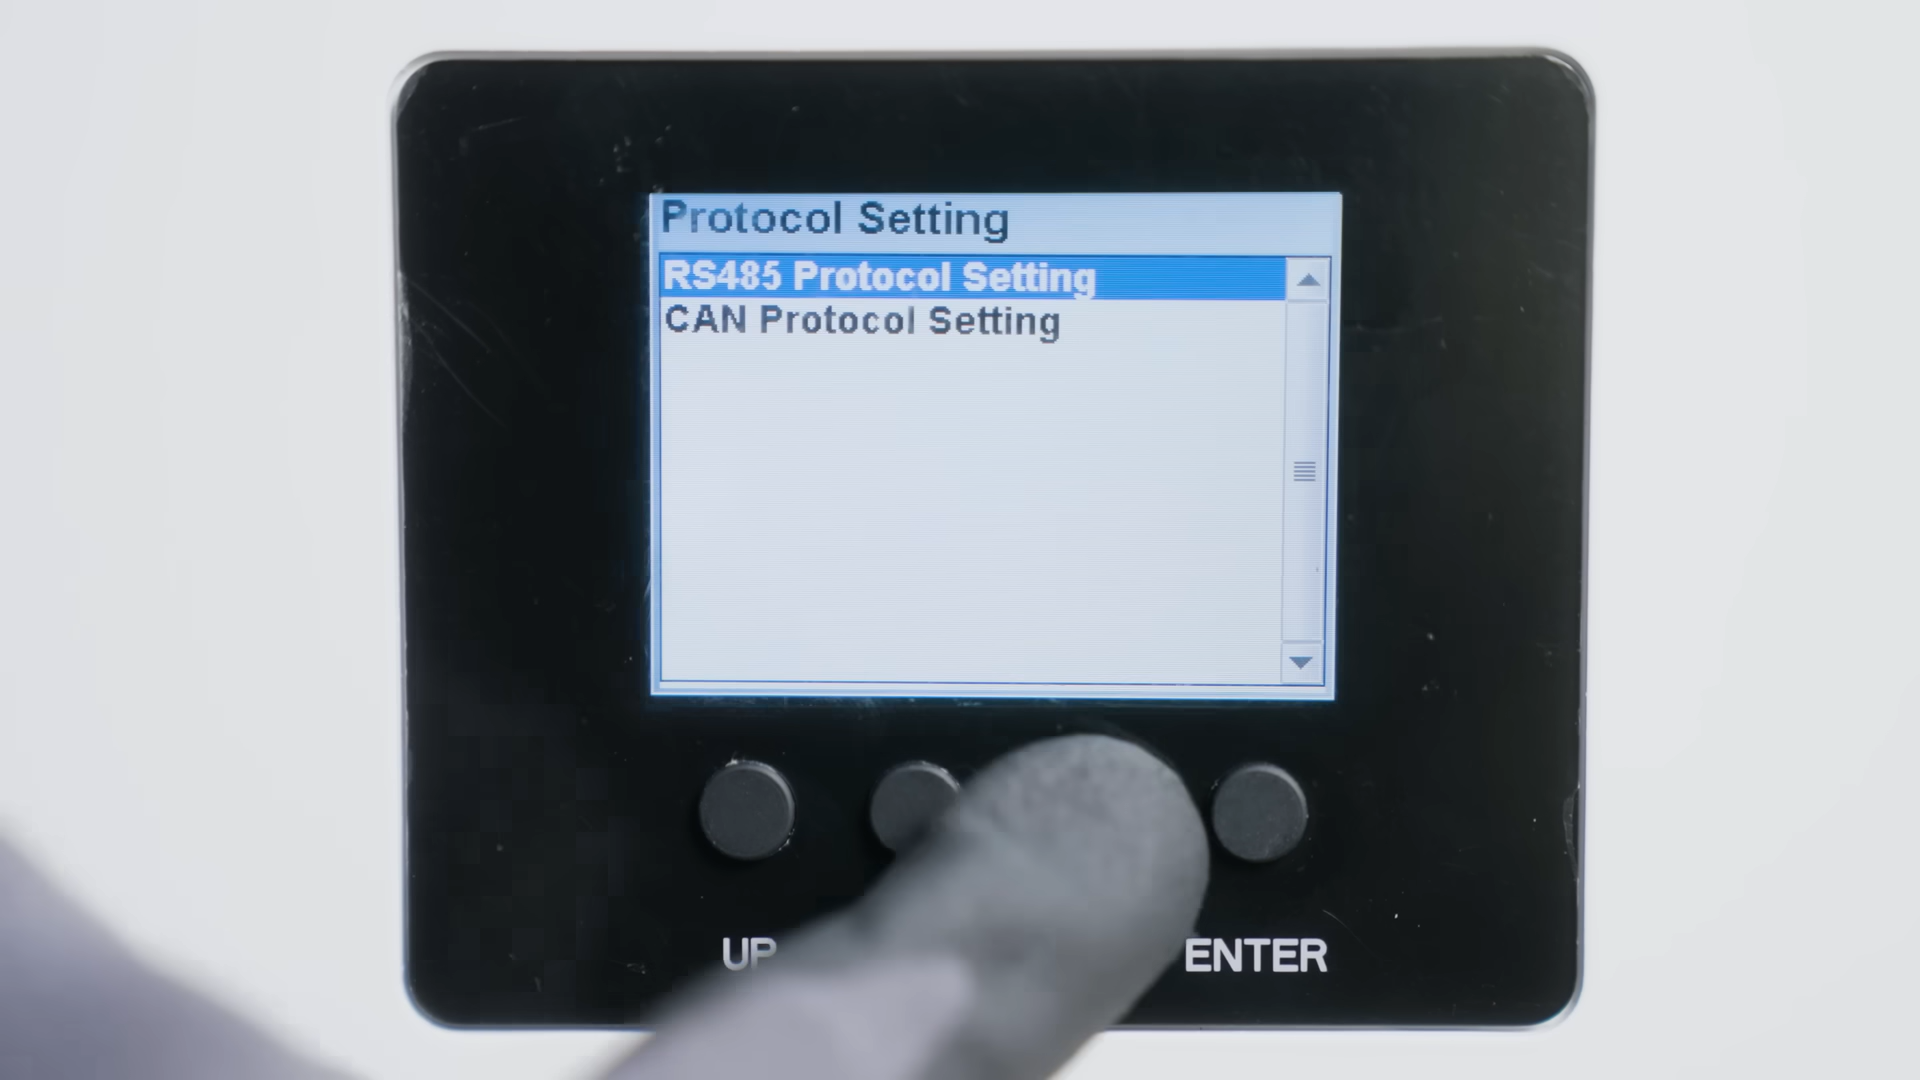 Protocol Setting
RS485 Protocol Setting
CAN Protocol Setting
UP
ENTER